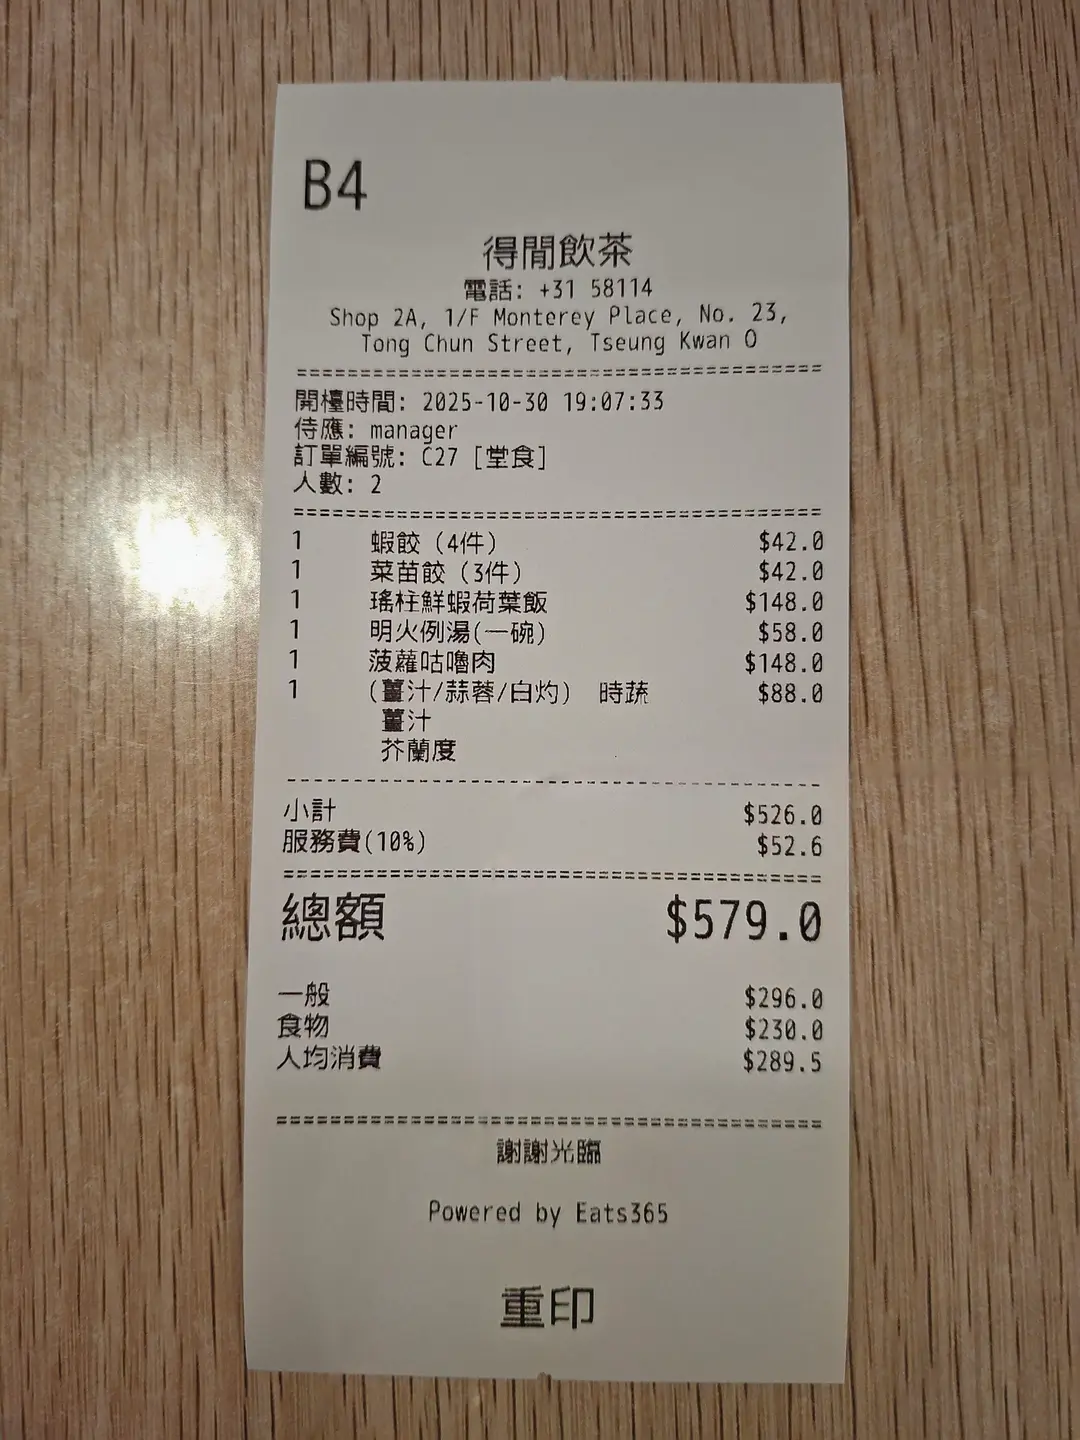 B4
得閒飲茶
電話: +31 58114
Shop 2A, 1/F Monterey Place, No. 23,
Tong Chun Street, Tseung Kwan O
開檯時間: 2025-10-30 19:07:33
侍應: manager
訂單編號: C27 [堂食]
人數: 2
1 蝦餃 (4件) $42.0
1 菜苗餃 (3件) $42.0
1 瑤柱鮮蝦荷葉飯 $148.0
1 明火例湯(一碗) $58.0
1 菠蘿咕嚕肉 $148.0
1 (薑汁/蒜蓉/白灼) 時蔬 $88.0
薑汁
芥蘭度
小計 $526.0
服務費(10%) $52.6
總額 $579.0
一般 $296.0
食物 $230.0
人均消費 $289.5
謝謝光臨
Powered by Eats365
重印